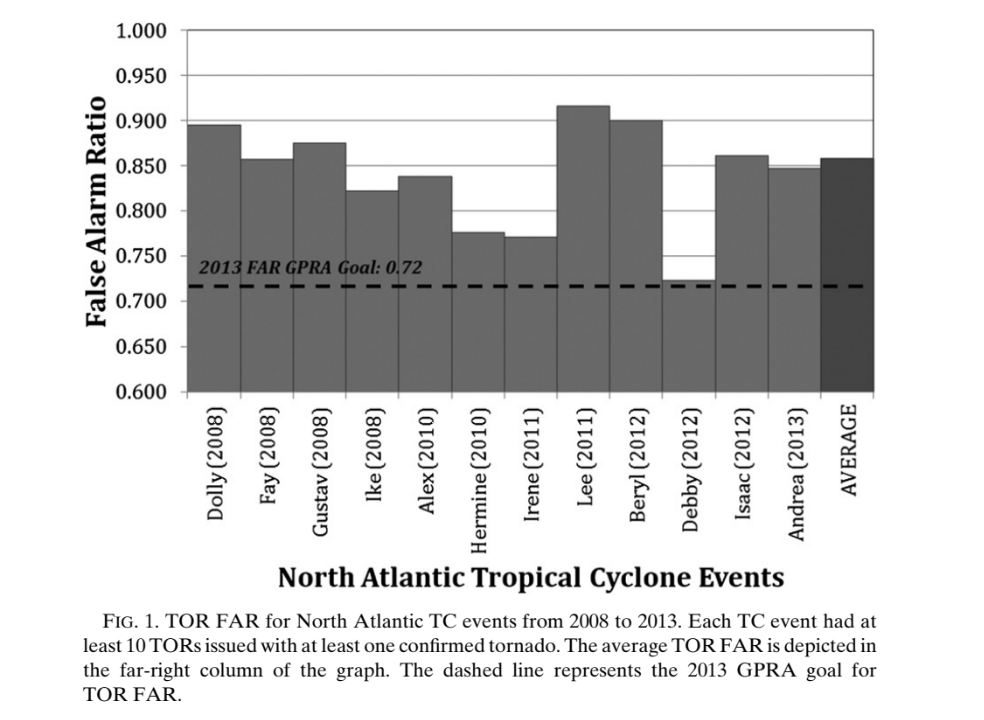 1.000
0.950
0.900
0.850
0.800
0.750
0.700
0.650
0.600
False Alarm Ratio
2013 FAR GPRA Goal: 0.72
Dolly (2008)
Fay (2008)
Gustav (2008)
Ike (2008)
Alex (2010)
Hermine (2010)
Irene (2011)
Lee (2011)
Beryl (2012)
Debby (2012)
Isaac (2012)
Andrea (2013)
AVERAGE
North Atlantic Tropical Cyclone Events
FIG. 1. TOR FAR for North Atlantic TC events from 2008 to 2013. Each TC event had at
least 10 TORs issued with at least one confirmed tornado. The average TOR FAR is depicted in
the far-right column of the graph. The dashed line represents the 2013 GPRA goal for
TOR FAR.